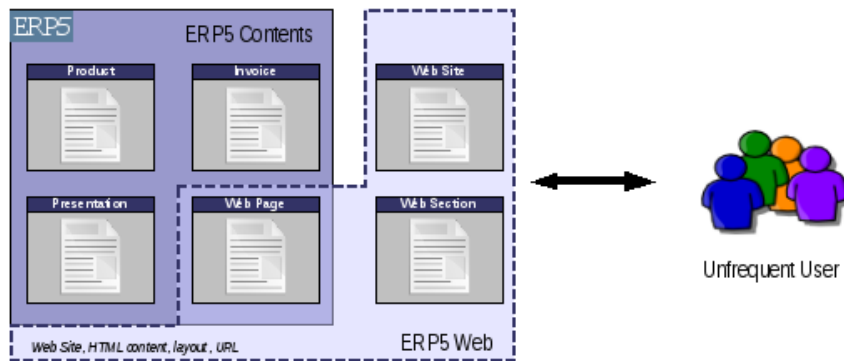 ERP5
ERP5 Contents
Product
Invoice
Web Site
Presentation
Web Page
Web Section
Unfrequent User
Web Site, HTML content, layout , URL
ERP5 Web